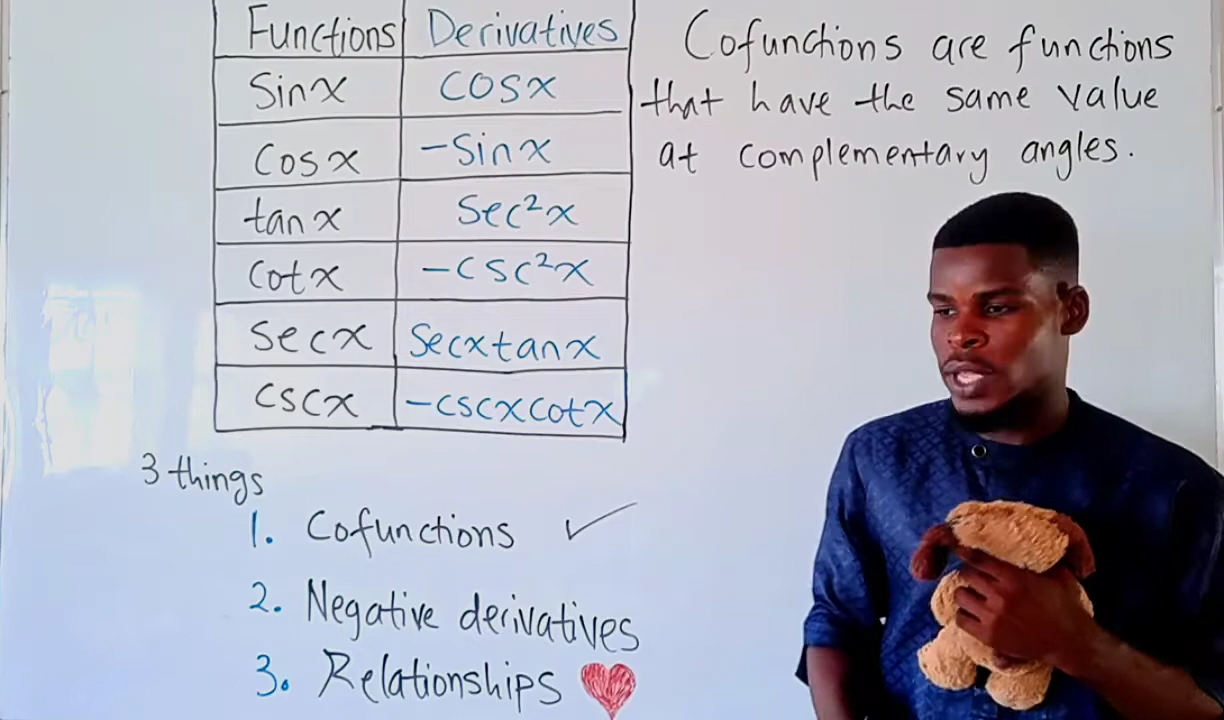 Functions Derivatives
Sinx cosx
Cosx -Sinx
tanx Sec²x
Cotx -csc²x
Secx Secxtanx
CSCX -cscxcotx
Cofunctions are functions
that have the same value
at complementary angles.
3 things
1. Cofunctions ✓
2. Negative derivatives
3. Relationships